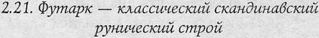 2.21. Футарк — классический скандинавский
рунический строй